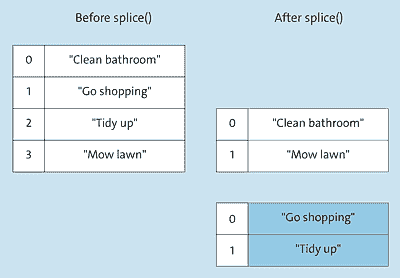 Before splice()
0 "Clean bathroom"
1 "Go shopping"
2 "Tidy up"
3 "Mow lawn"
After splice()
0 "Clean bathroom"
1 "Mow lawn"
0 "Go shopping"
1 "Tidy up"